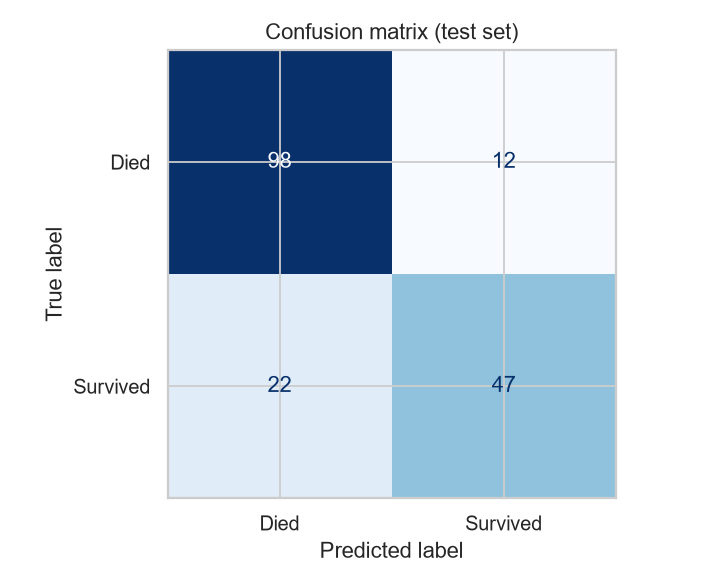 Confusion matrix (test set)
Died
98
12
True label
Survived
22
47
Died
Survived
Predicted label